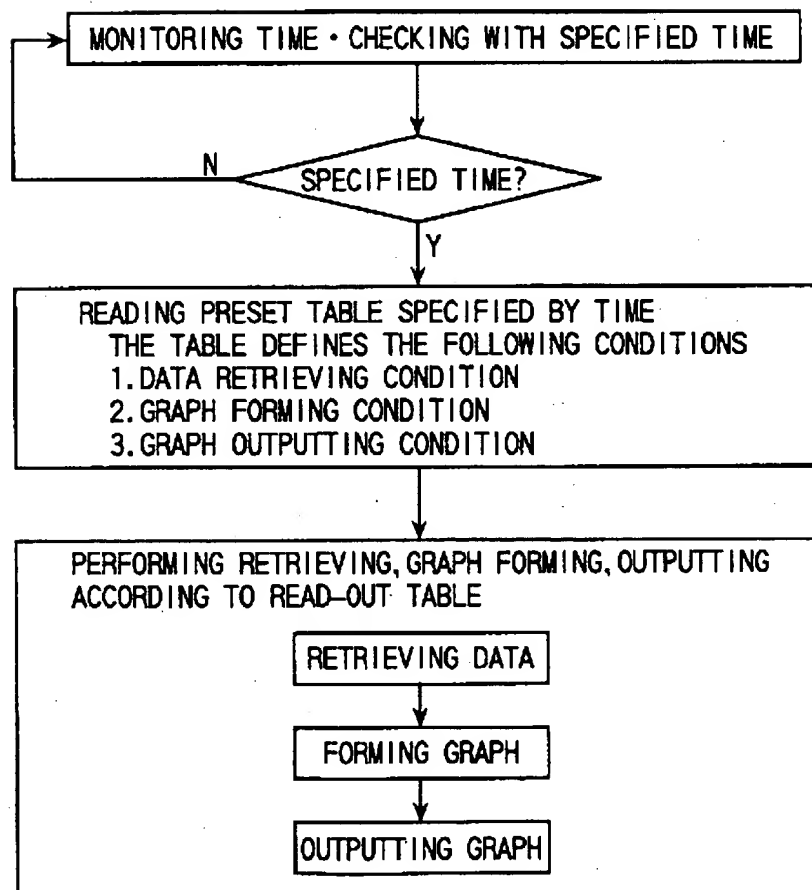 MONITORING TIME・CHECKING WITH SPECIFIED TIME
SPECIFIED TIME?
N
Y
READING PRESET TABLE SPECIFIED BY TIME
THE TABLE DEFINES THE FOLLOWING CONDITIONS
1.DATA RETRIEVING CONDITION
2.GRAPH FORMING CONDITION
3.GRAPH OUTPUTTING CONDITION
PERFORMING RETRIEVING,GRAPH FORMING,OUTPUTTING
ACCORDING TO READ-OUT TABLE
RETRIEVING DATA
FORMING GRAPH
OUTPUTTING GRAPH